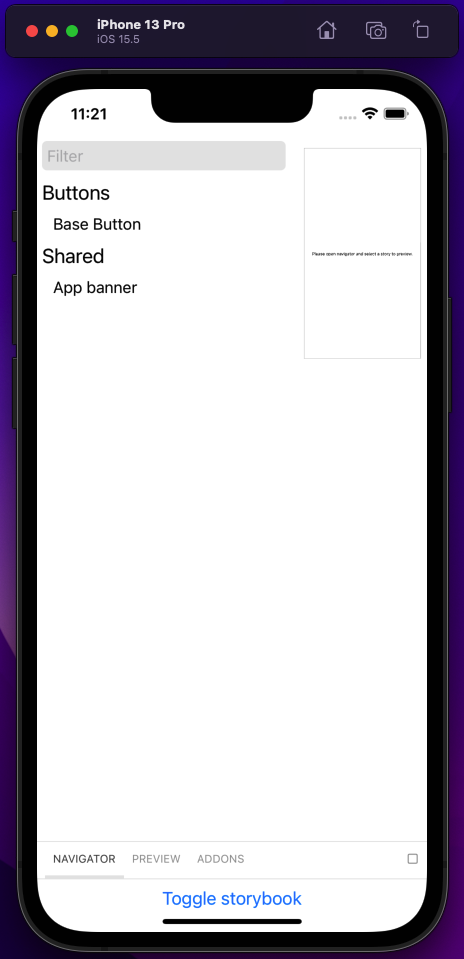 iPhone 13 Pro
iOS 15.5
11:21
Filter
Buttons
Base Button
Shared
App banner
Please open navigator and select a story to preview.
NAVIGATOR
PREVIEW
ADDONS
Toggle storybook